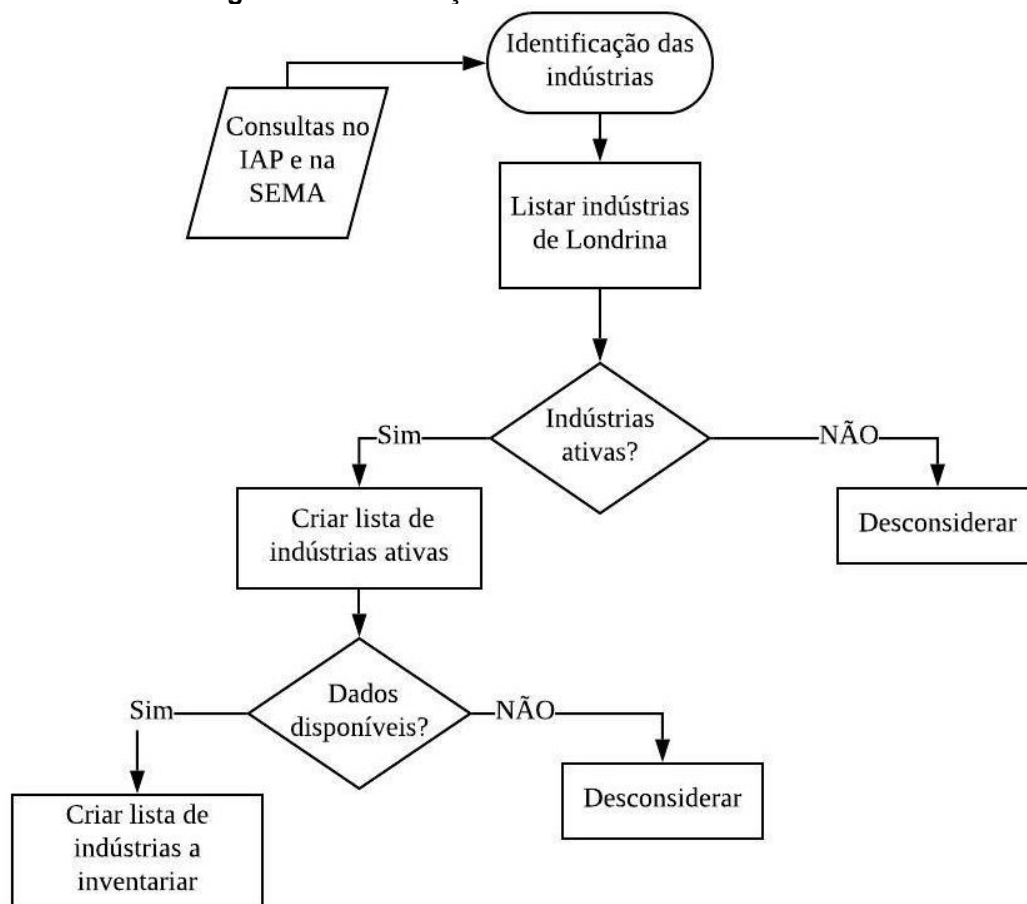 Identificação das
indústrias
Consultas no
IAP e na
SEMA
Listar indústrias
de Londrina
Indústrias
ativas?
Sim
NÃO
Criar lista de
indústrias ativas
Desconsiderar
Dados
disponíveis?
Sim
NÃO
Desconsiderar
Criar lista de
indústrias a
inventariar